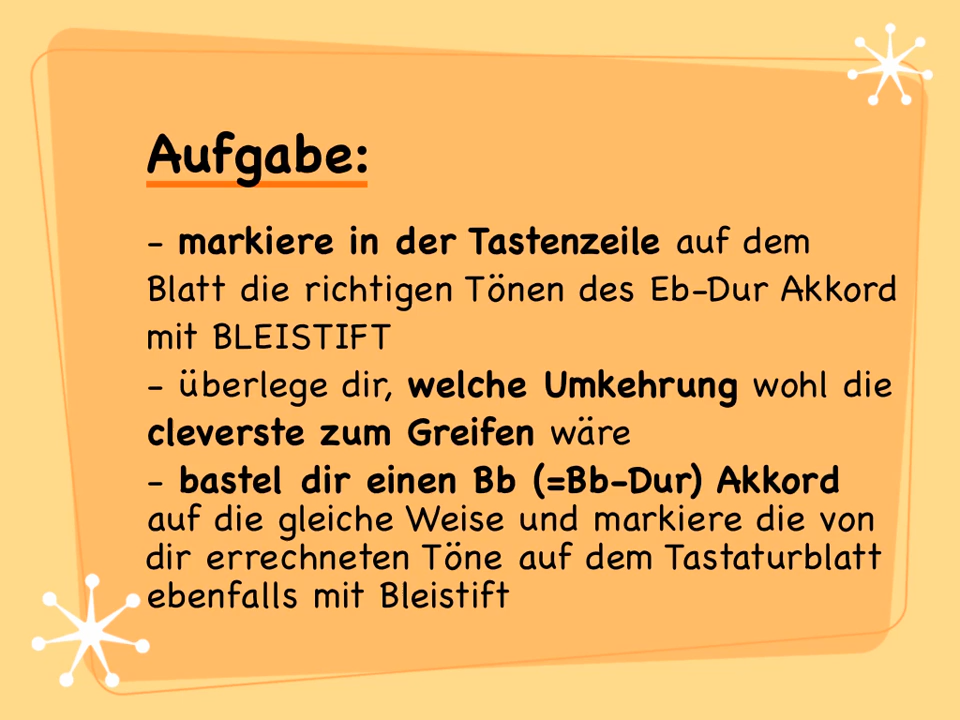 Aufgabe:
- markiere in der Tastenzeile auf dem
Blatt die richtigen Tönen des Eb-Dur Akkord
mit BLEISTIFT
- überlege dir, welche Umkehrung wohl die
cleverste zum Greifen wäre
- bastel dir einen Bb (=Bb-Dur) Akkord
auf die gleiche Weise und markiere die von
dir errechneten Töne auf dem Tastaturblatt
ebenfalls mit Bleistift